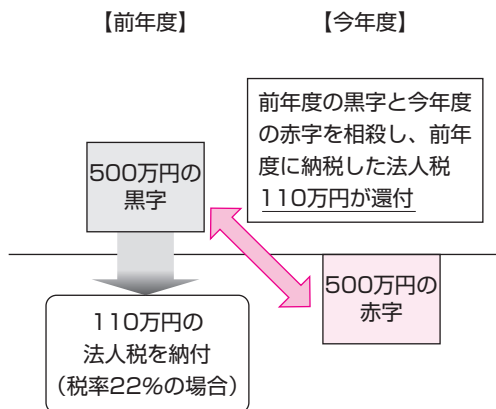 【前年度】
【今年度】
前年度の黒字と今年度
の赤字を相殺し、前年
度に納税した法人税
110万円が還付
500万円の
黒字
500万円の
赤字
110万円の
法人税を納付
（税率22%の場合）